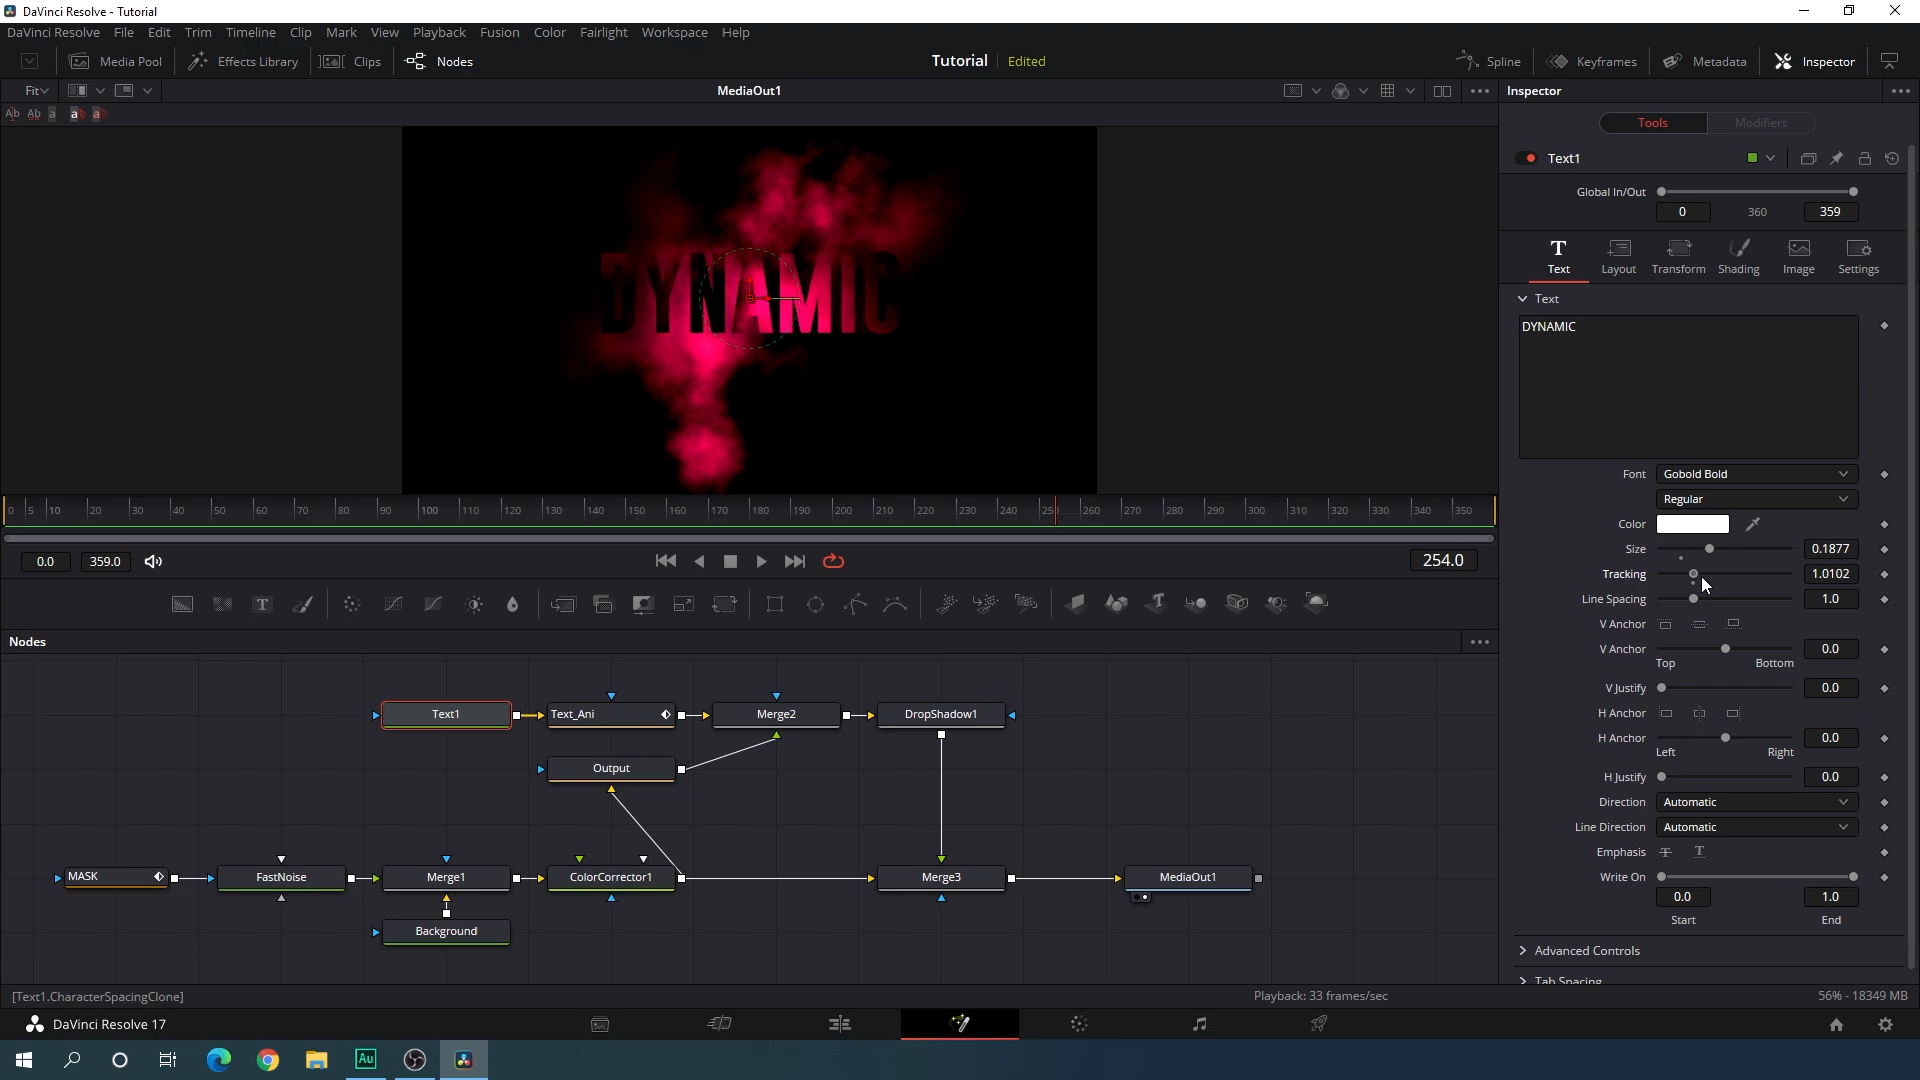 DaVinci Resolve - Tutorial
DaVinci Resolve File Edit Trim Timeline Clip Mark View Playback Fusion Color Fairlight Workspace Help
Media Pool Effects Library Clips Nodes Tutorial Edited Spline Keyframes Metadata Inspector
Fit MediaOut1 Inspector
Tools Modifiers
Text1
Global In/Out
0 360 359
Text Layout Transform Shading Image Settings
Text
DYNAMIC
DYNAMIC
Font Gobold Bold
Regular
Color
Size 0.1877
Tracking 1.0102
Line Spacing 1.0
V Anchor
V Anchor 0.0
Top Bottom
V Justify 0.0
H Anchor
H Anchor 0.0
Left Right
H Justify 0.0
Direction Automatic
Line Direction Automatic
Emphasis
Write On
0.0 1.0
Start End
Advanced Controls
Tab Spacing
0 5 10 20 30 40 50 60 70 80 90 100 110 120 130 140 150 160 170 180 190 200 210 220 230 240 250 260 270 280 290 300 310 320 330 340 350
0.0 359.0 254.0
Nodes
Text1 Text_Ani Merge2 DropShadow1
Output
MASK FastNoise Merge1 ColorCorrector1 Merge3 MediaOut1
Background
[Text1.CharacterSpacingClone] Playback: 33 frames/sec 56% - 18349 MB
DaVinci Resolve 17
Au